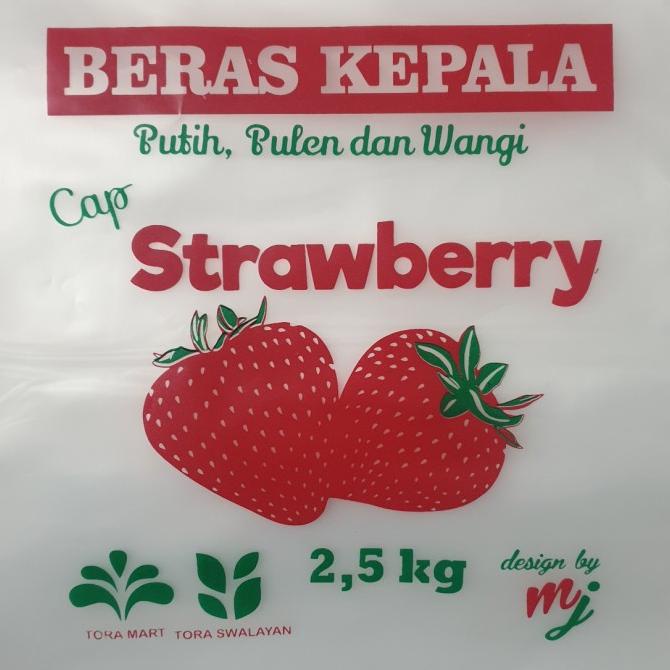 BERAS KEPALA
Putih, Pulen dan Wangi
Cap
Strawberry
2,5 kg
design by
mj
TORA MART TORA SWALAYAN